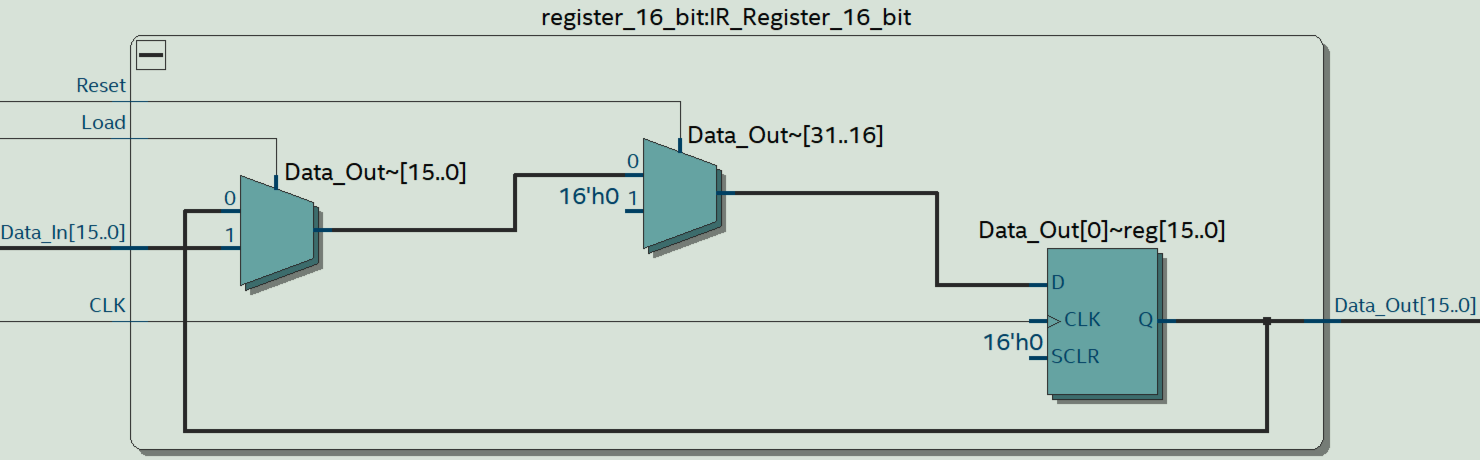 register_16_bit:IR_Register_16_bit
Reset
Load
Data_Out~[31..16]
0
Data_Out~[15..0]
16'h0 1
0
Data_In[15..0]
1
Data_Out[0]~reg[15..0]
D
CLK
CLK
Q
Data_Out[15..0]
16'h0
SCLR